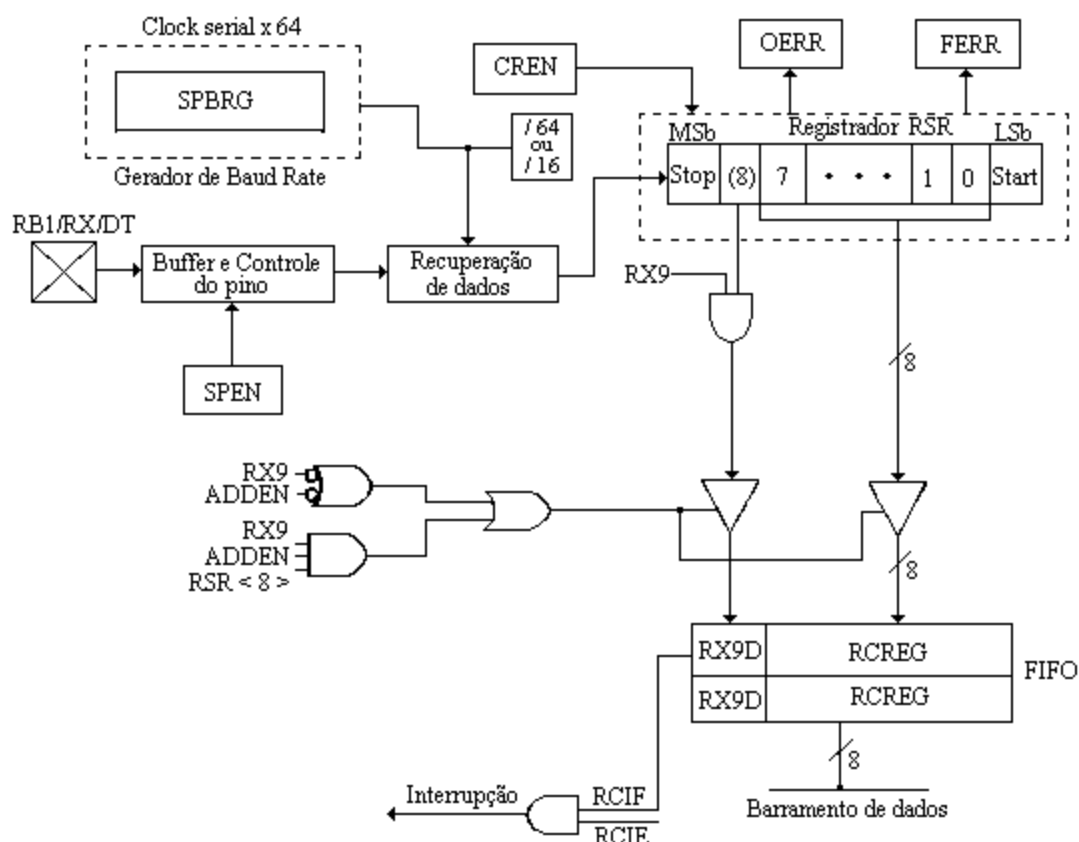 Clock serial x 64
SPBRG
Gerador de Baud Rate
CREN
OERR
FERR
/ 64
ou
/ 16
MSb
Registrador RSR
LSb
Stop
(8)
7
• • •
1
0
Start
RB1/RX/DT
Buffer e Controle
do pino
Recuperação
de dados
SPEN
RX9
8
RX9
ADDEN
RX9
ADDEN
RSR < 8 >
8
RX9D
RCREG
FIFO
RX9D
RCREG
8
Barramento de dados
Interrupção
RCIF
RCIE